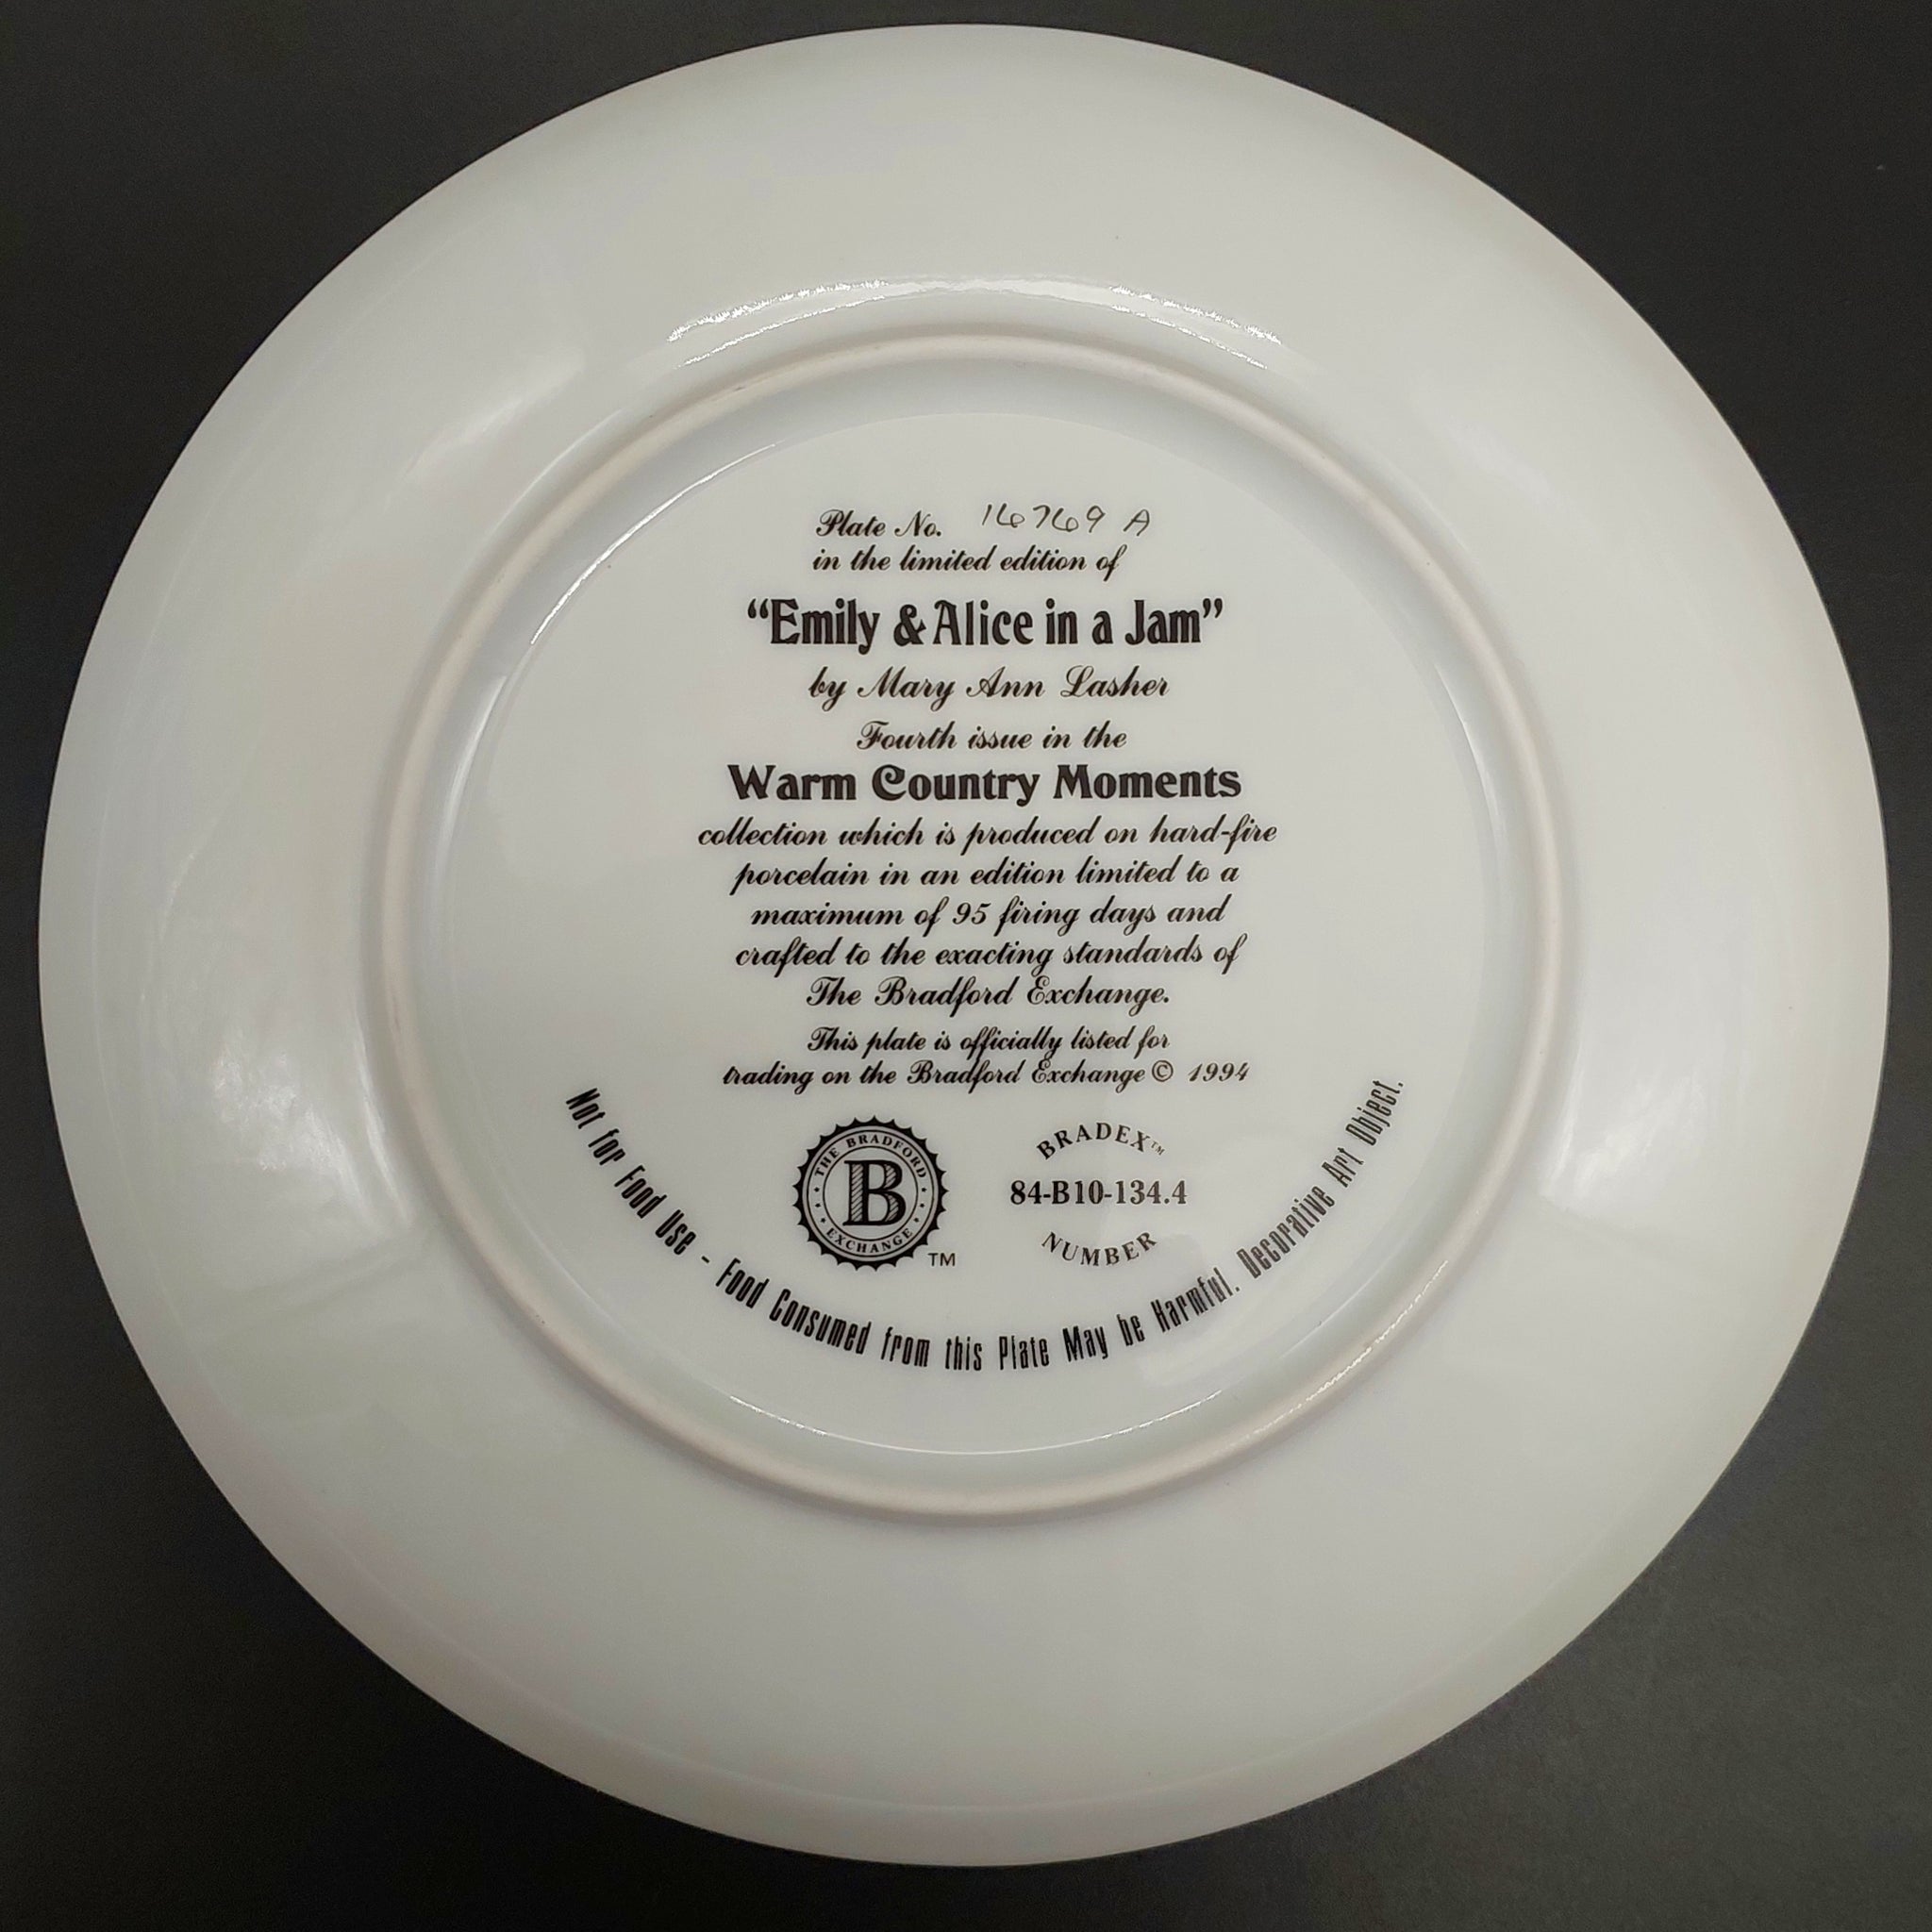 Plate No. 16769 A
in the limited edition of
“Emily & Alice in a Jam”
by Mary Ann Lasher
Fourth issue in the
Warm Country Moments
collection which is produced on hard-fire
porcelain in an edition limited to a
maximum of 95 firing days and
crafted to the exacting standards of
The Bradford Exchange.
This plate is officially listed for
trading on the Bradford Exchange © 1994
THE BRADFORD
B
EXCHANGE
TM
BRADEX™
84-B10-134.4
NUMBER
Not for Food Use - Food Consumed from this Plate May be Harmful. Decorative Art Object.